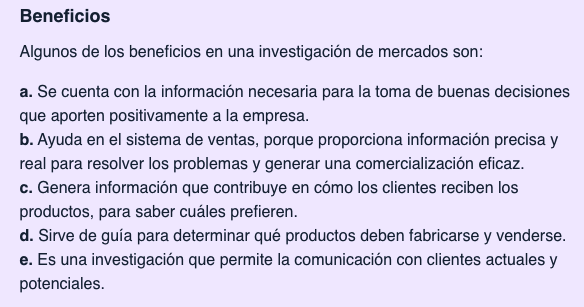 Beneficios
Algunos de los beneficios en una investigación de mercados son:
a. Se cuenta con la información necesaria para la toma de buenas decisiones
que aporten positivamente a la empresa.
b. Ayuda en el sistema de ventas, porque proporciona información precisa y
real para resolver los problemas y generar una comercialización eficaz.
c. Genera información que contribuye en cómo los clientes reciben los
productos, para saber cuáles prefieren.
d. Sirve de guía para determinar qué productos deben fabricarse y venderse.
e. Es una investigación que permite la comunicación con clientes actuales y
potenciales.